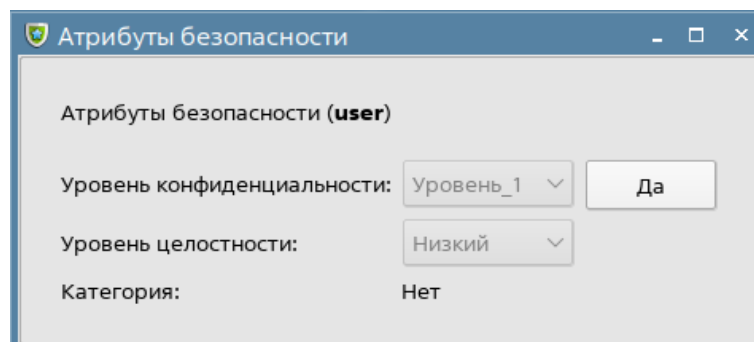 Атрибуты безопасности
Атрибуты безопасности (user)
Уровень конфиденциальности: Уровень_1 Да
Уровень целостности: Низкий
Категория: Нет